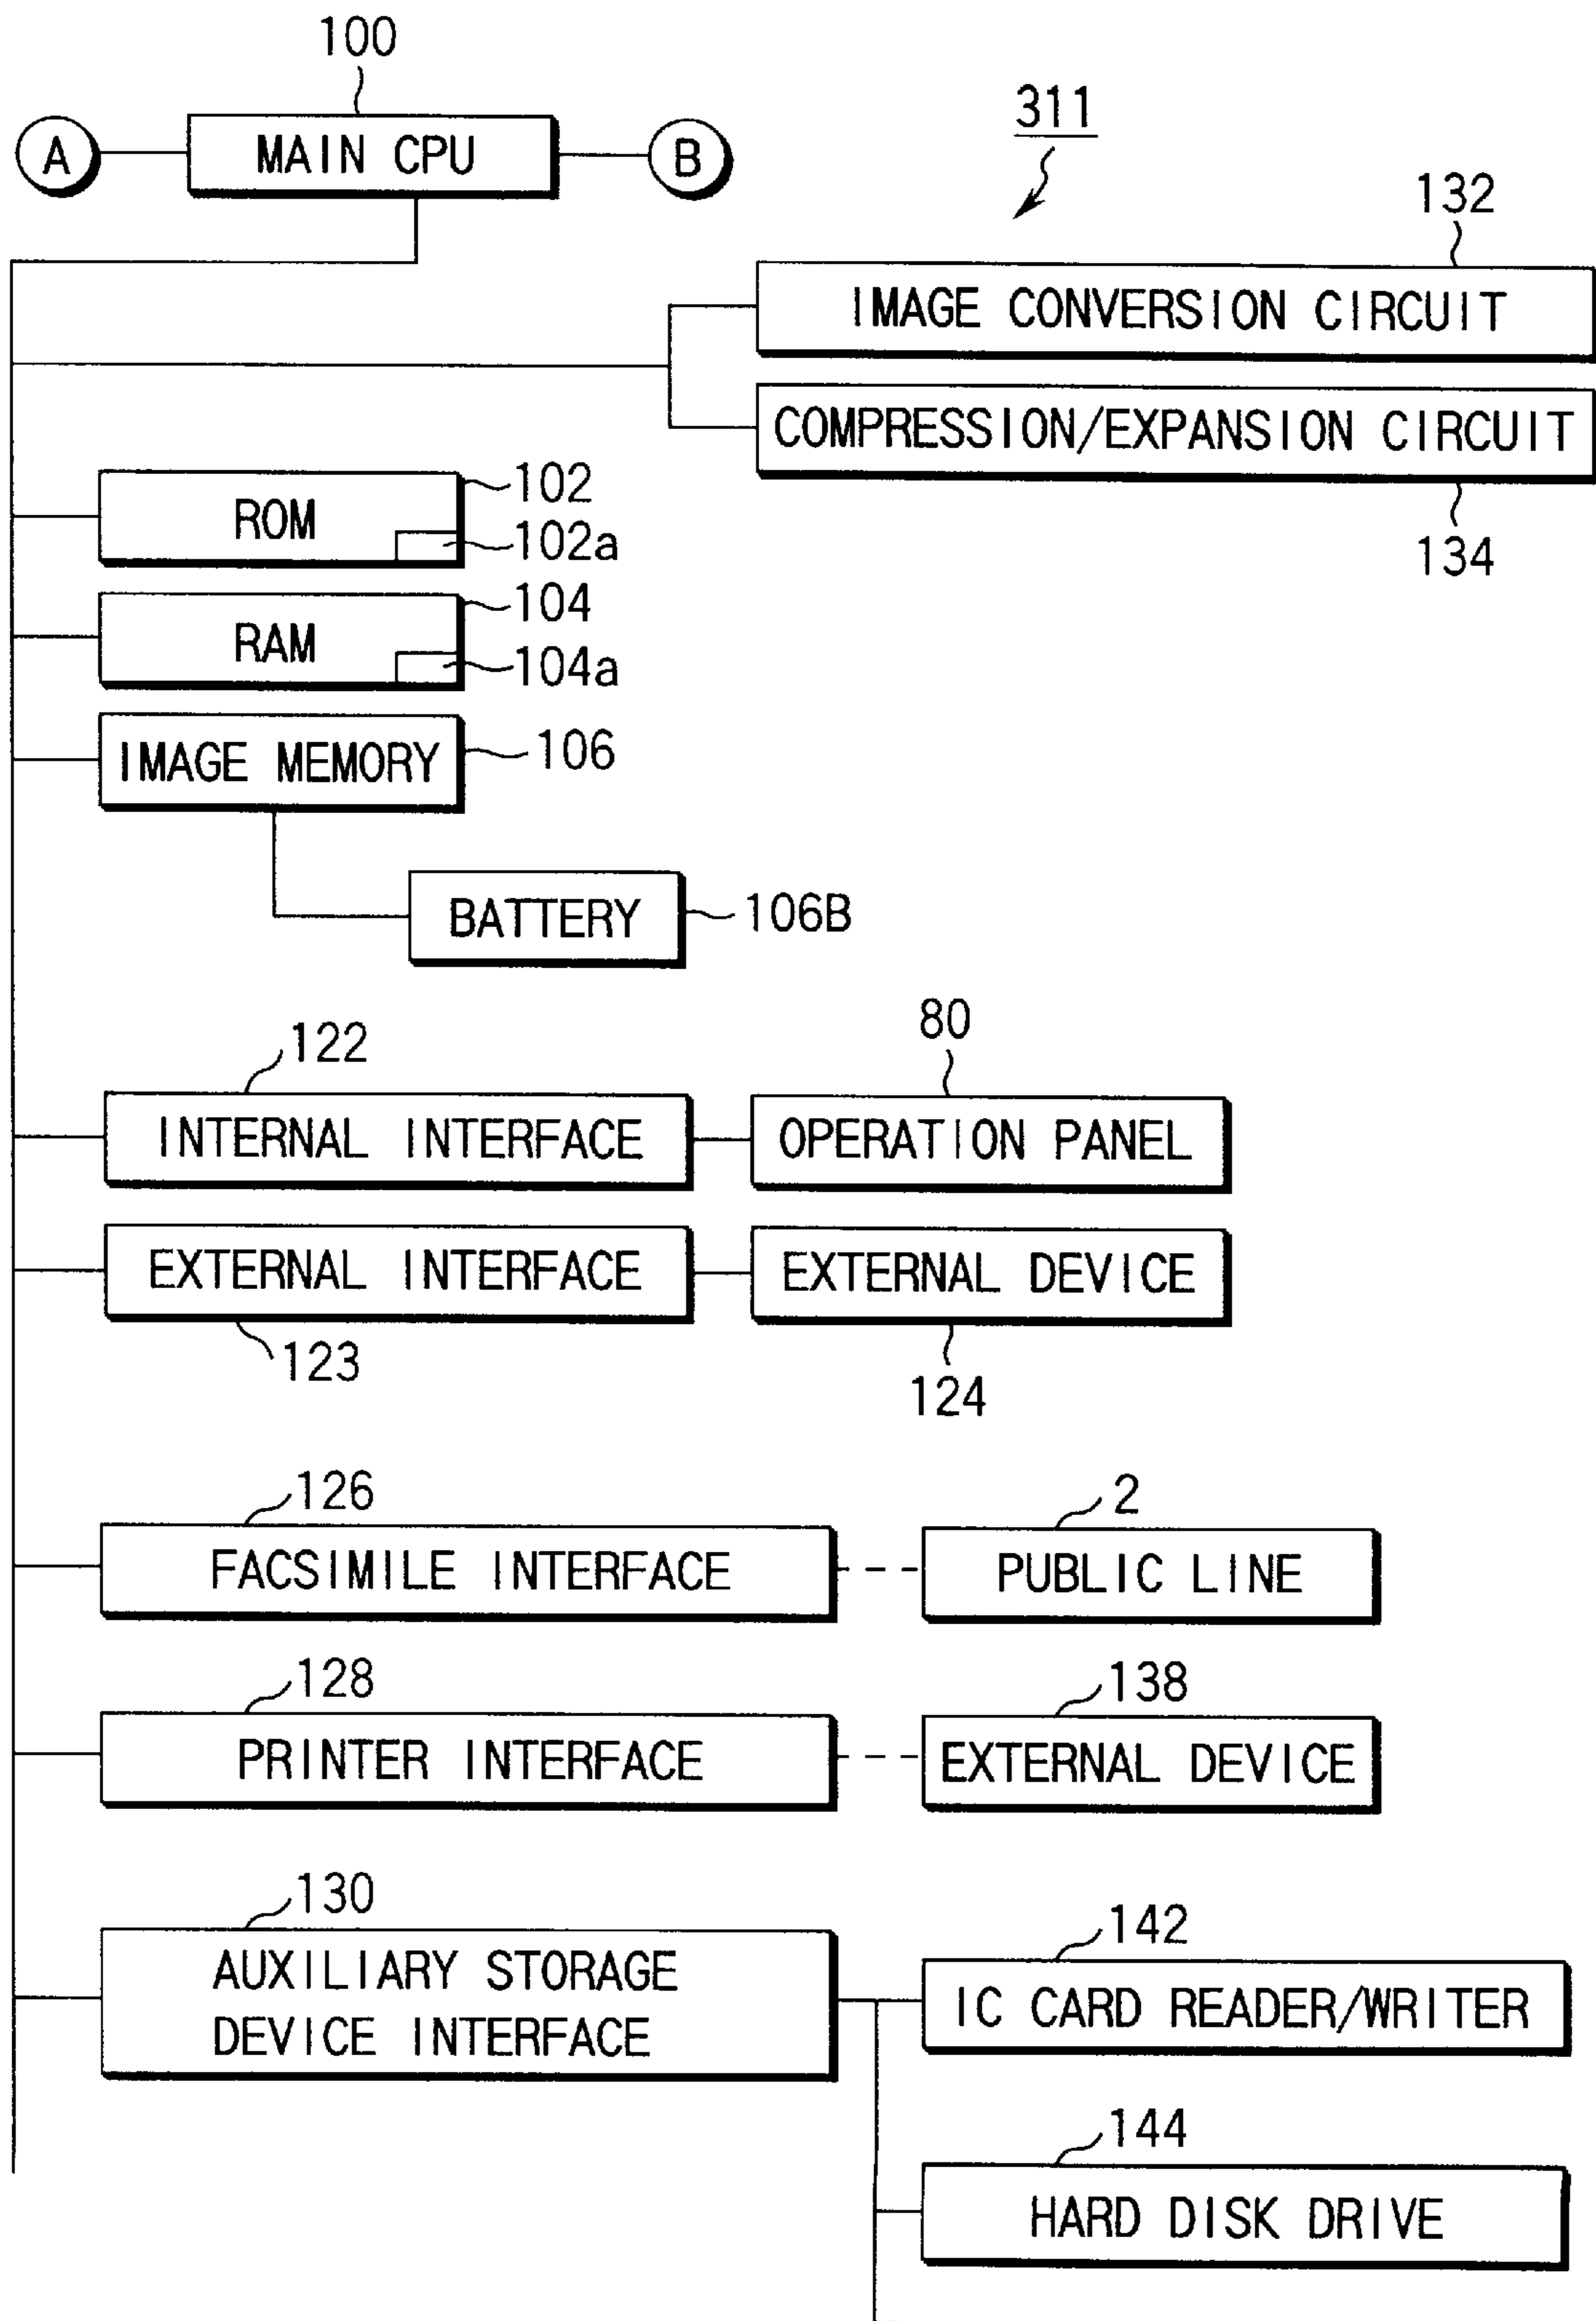 100
A
MAIN CPU
B
311
132
IMAGE CONVERSION CIRCUIT
COMPRESSION/EXPANSION CIRCUIT
134
102
ROM
102a
104
RAM
104a
IMAGE MEMORY
106
BATTERY
106B
122
80
INTERNAL INTERFACE
OPERATION PANEL
EXTERNAL INTERFACE
EXTERNAL DEVICE
123
124
126
2
FACSIMILE INTERFACE
PUBLIC LINE
128
138
PRINTER INTERFACE
EXTERNAL DEVICE
130
AUXILIARY STORAGE
DEVICE INTERFACE
142
IC CARD READER/WRITER
144
HARD DISK DRIVE